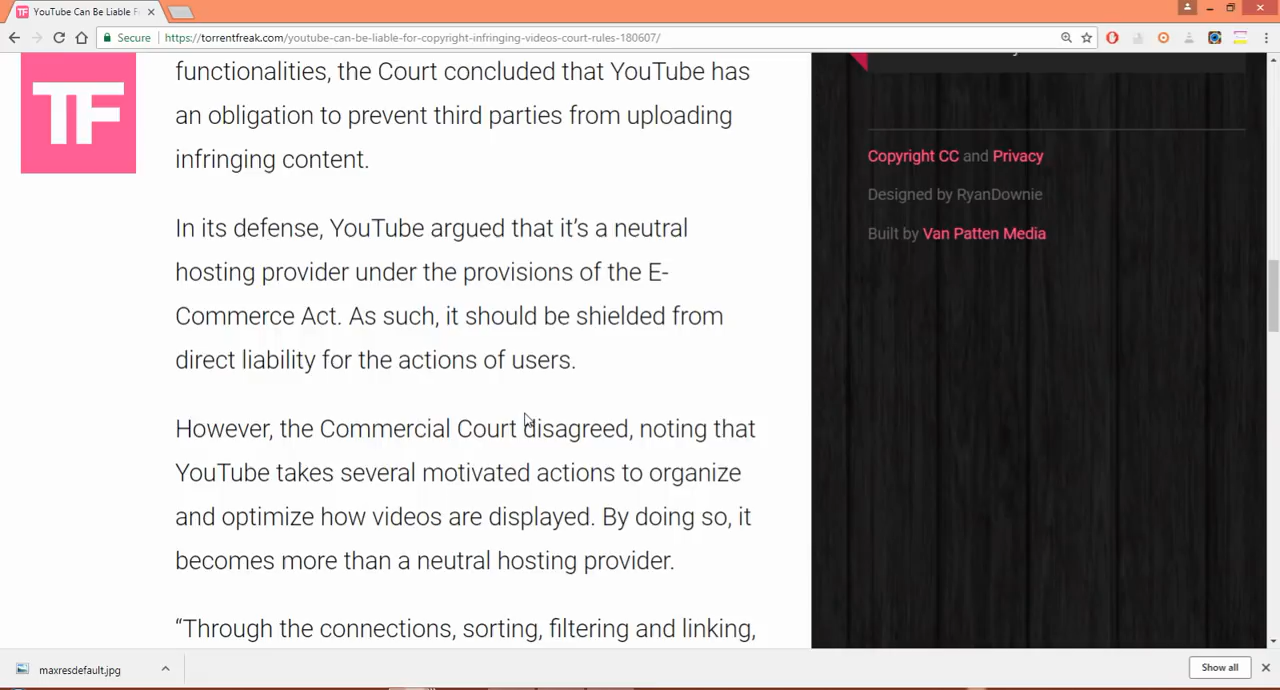 YouTube Can Be Liable F
Secure
https://torrentfreak.com/youtube-can-be-liable-for-copyright-infringing-videos-court-rules-180607/
TF
functionalities, the Court concluded that YouTube has
an obligation to prevent third parties from uploading
infringing content.
In its defense, YouTube argued that it’s a neutral
hosting provider under the provisions of the E-
Commerce Act. As such, it should be shielded from
direct liability for the actions of users.
However, the Commercial Court disagreed, noting that
YouTube takes several motivated actions to organize
and optimize how videos are displayed. By doing so, it
becomes more than a neutral hosting provider.
“Through the connections, sorting, filtering and linking,
Copyright CC and Privacy
Designed by RyanDownie
Built by Van Patten Media
maxresdefault.jpg
Show all